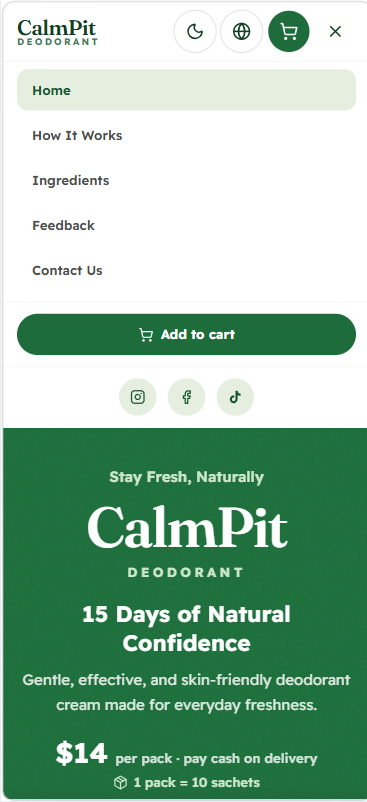 CalmPit
DEODORANT
Home
How It Works
Ingredients
Feedback
Contact Us
Add to cart
Stay Fresh, Naturally
CalmPit
DEODORANT
15 Days of Natural
Confidence
Gentle, effective, and skin-friendly deodorant
cream made for everyday freshness.
$14 per pack · pay cash on delivery
1 pack = 10 sachets